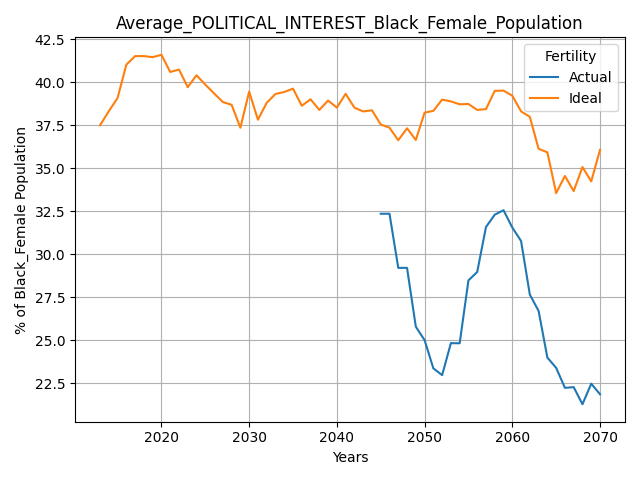 Average_POLITICAL_INTEREST_Black_Female_Population
% of Black_Female Population
42.5
40.0
37.5
35.0
32.5
30.0
27.5
25.0
22.5
Fertility
Actual
Ideal
2020 2030 2040 2050 2060 2070
Years